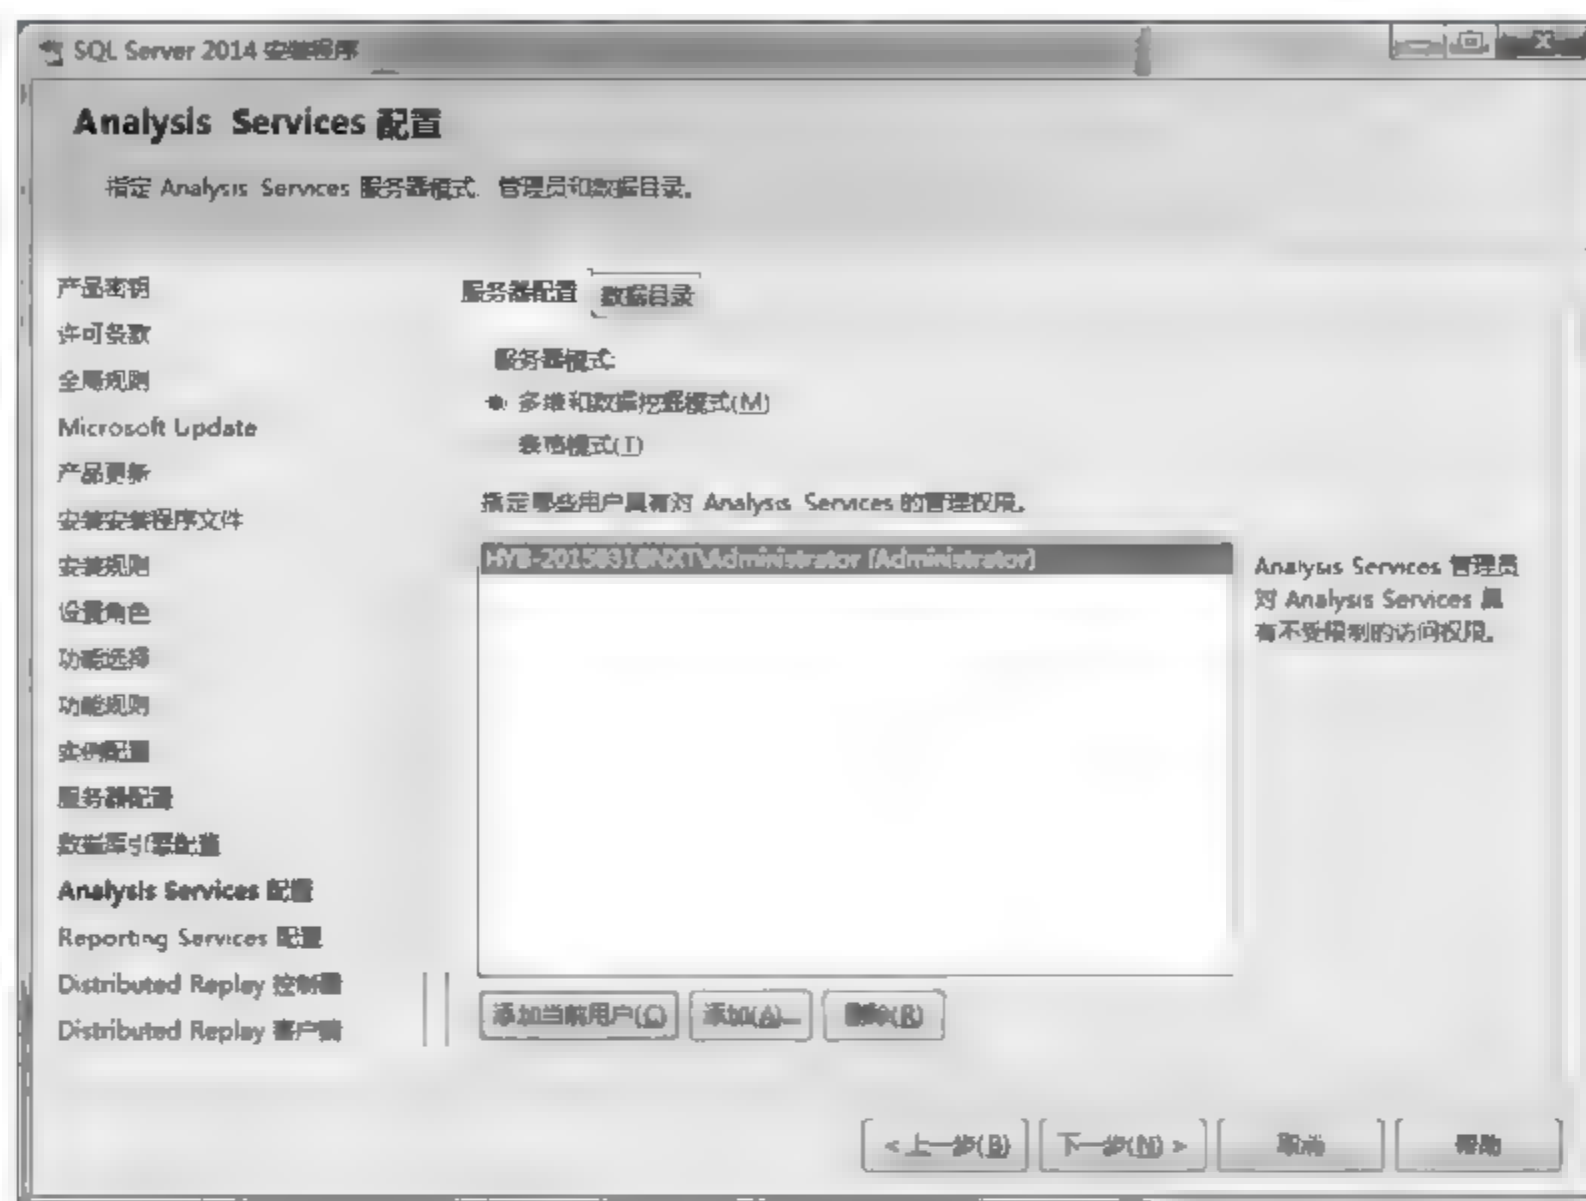 SQL Server 2014 安装程序
Analysis Services 配置
指定 Analysis Services 服务器模式、管理员和数据目录。
产品密钥
许可条款
全局规则
Microsoft Update
产品更新
安装安装程序文件
安装规则
设置角色
功能选择
功能规则
实例配置
服务器配置
数据库引擎配置
Analysis Services 配置
Reporting Services 配置
Distributed Replay 控制器
Distributed Replay 客户端
服务器配置 数据目录
服务器模式:
多维和数据挖掘模式(M)
表格模式(T)
指定哪些用户具有对 Analysis Services 的管理权限。
HYB-20150310NXT\Administrator (Administrator)
Analysis Services 管理员
对 Analysis Services 具
有不受限制的访问权限。
添加当前用户(C) 添加(A)... 删除(R)
< 上一步(B) 下一步(N) > 取消 帮助